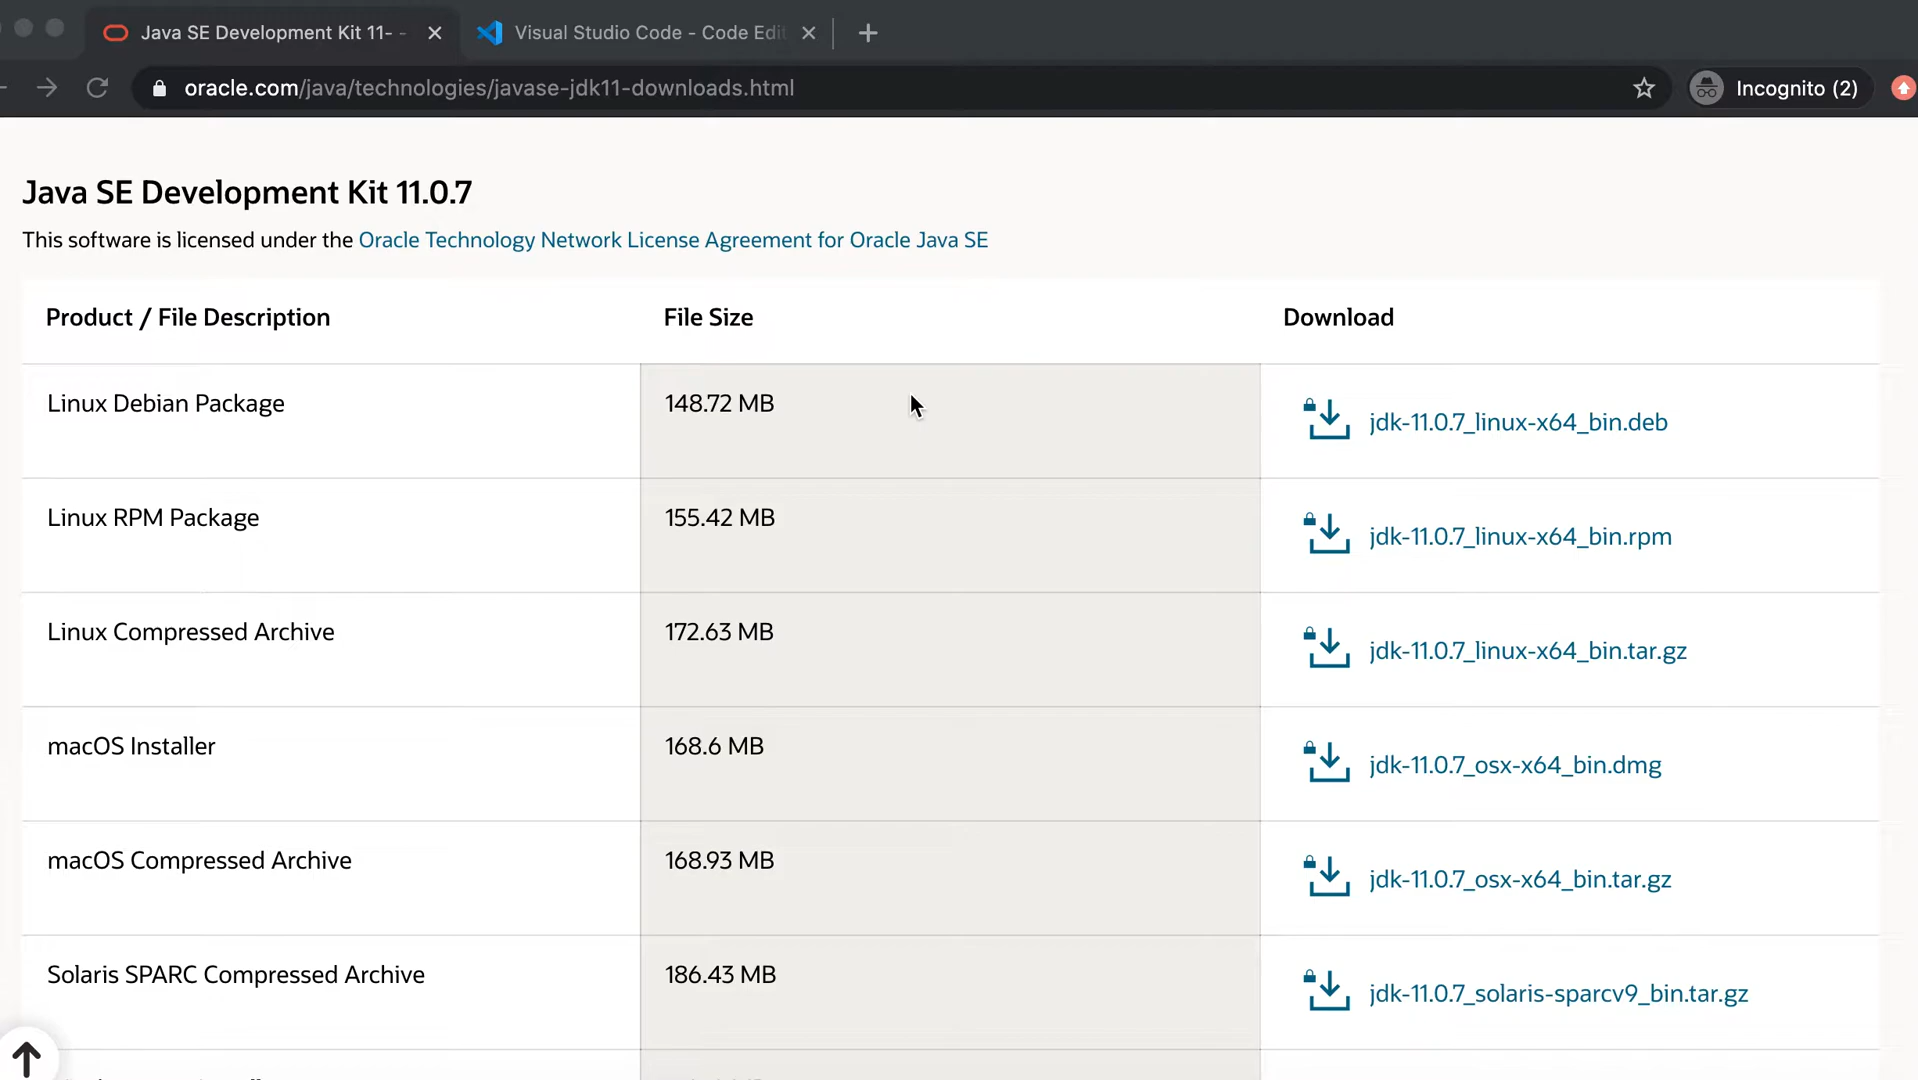 Java SE Development Kit 11-
Visual Studio Code - Code Edi
oracle.com/java/technologies/javase-jdk11-downloads.html
Incognito (2)
Java SE Development Kit 11.0.7
This software is licensed under the Oracle Technology Network License Agreement for Oracle Java SE
Product / File Description File Size Download
Linux Debian Package 148.72 MB jdk-11.0.7_linux-x64_bin.deb
Linux RPM Package 155.42 MB jdk-11.0.7_linux-x64_bin.rpm
Linux Compressed Archive 172.63 MB jdk-11.0.7_linux-x64_bin.tar.gz
macOS Installer 168.6 MB jdk-11.0.7_osx-x64_bin.dmg
macOS Compressed Archive 168.93 MB jdk-11.0.7_osx-x64_bin.tar.gz
Solaris SPARC Compressed Archive 186.43 MB jdk-11.0.7_solaris-sparcv9_bin.tar.gz